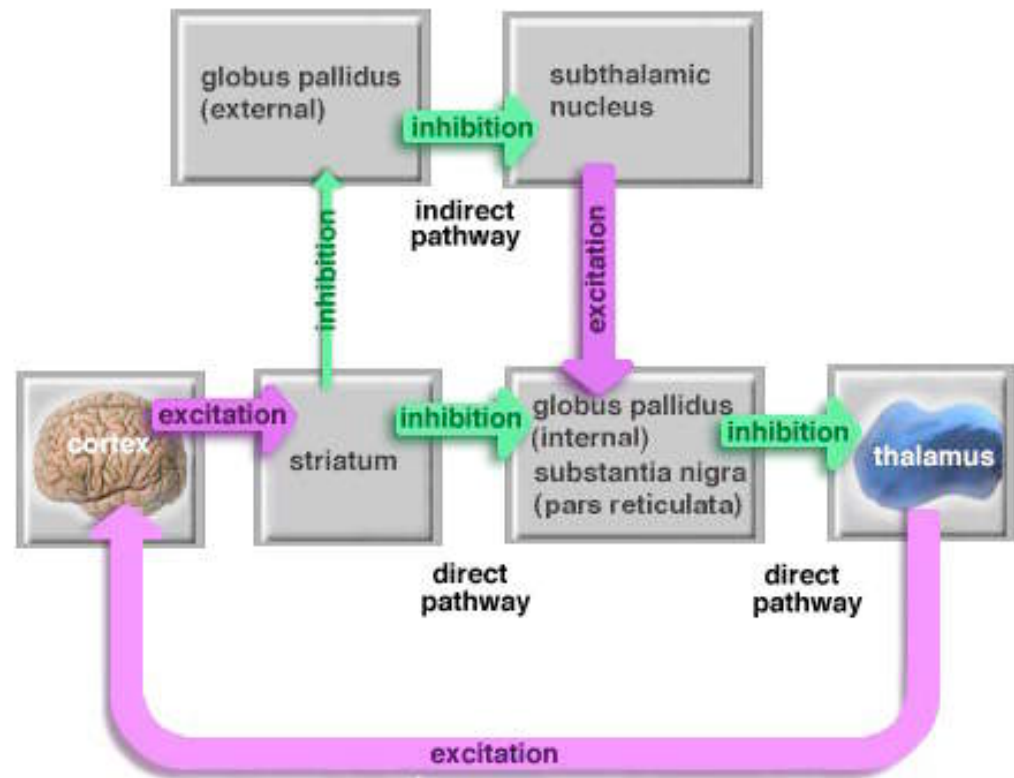 globus pallidus
(external)
inhibition
subthalamic
nucleus
indirect
pathway
inhibition
excitation
cortex
excitation
striatum
inhibition
globus pallidus
(internal)
substantia nigra
(pars reticulata)
inhibition
thalamus
direct
pathway
direct
pathway
excitation